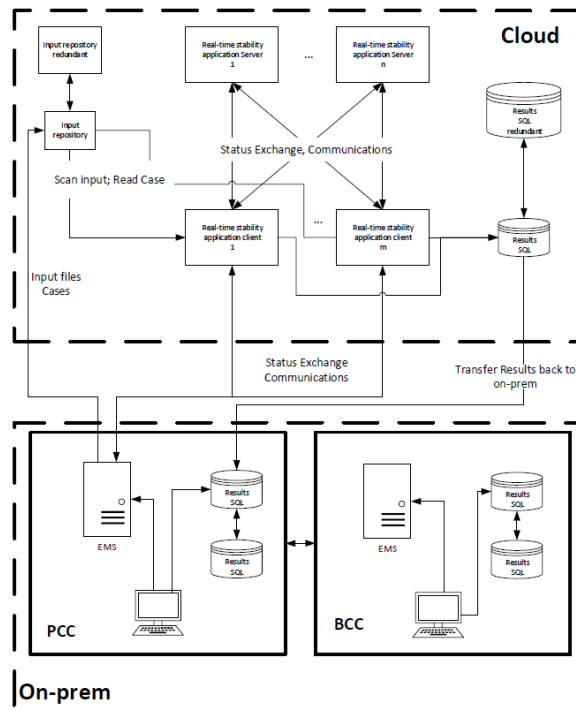 Cloud
Input repository
redundant
Real-time stability
application Server
1
...
Real-time stability
application Server
n
Results
SQL
redundant
Input
repository
Status Exchange, Communications
Scan input; Read Case
Real-time stability
application client
1
...
Real-time stability
application client
m
Results
SQL
Input files
Cases
Status Exchange
Communications
Transfer Results back to
on-prem
EMS
Results
SQL
Results
SQL
PCC
EMS
Results
SQL
Results
SQL
BCC
On-prem